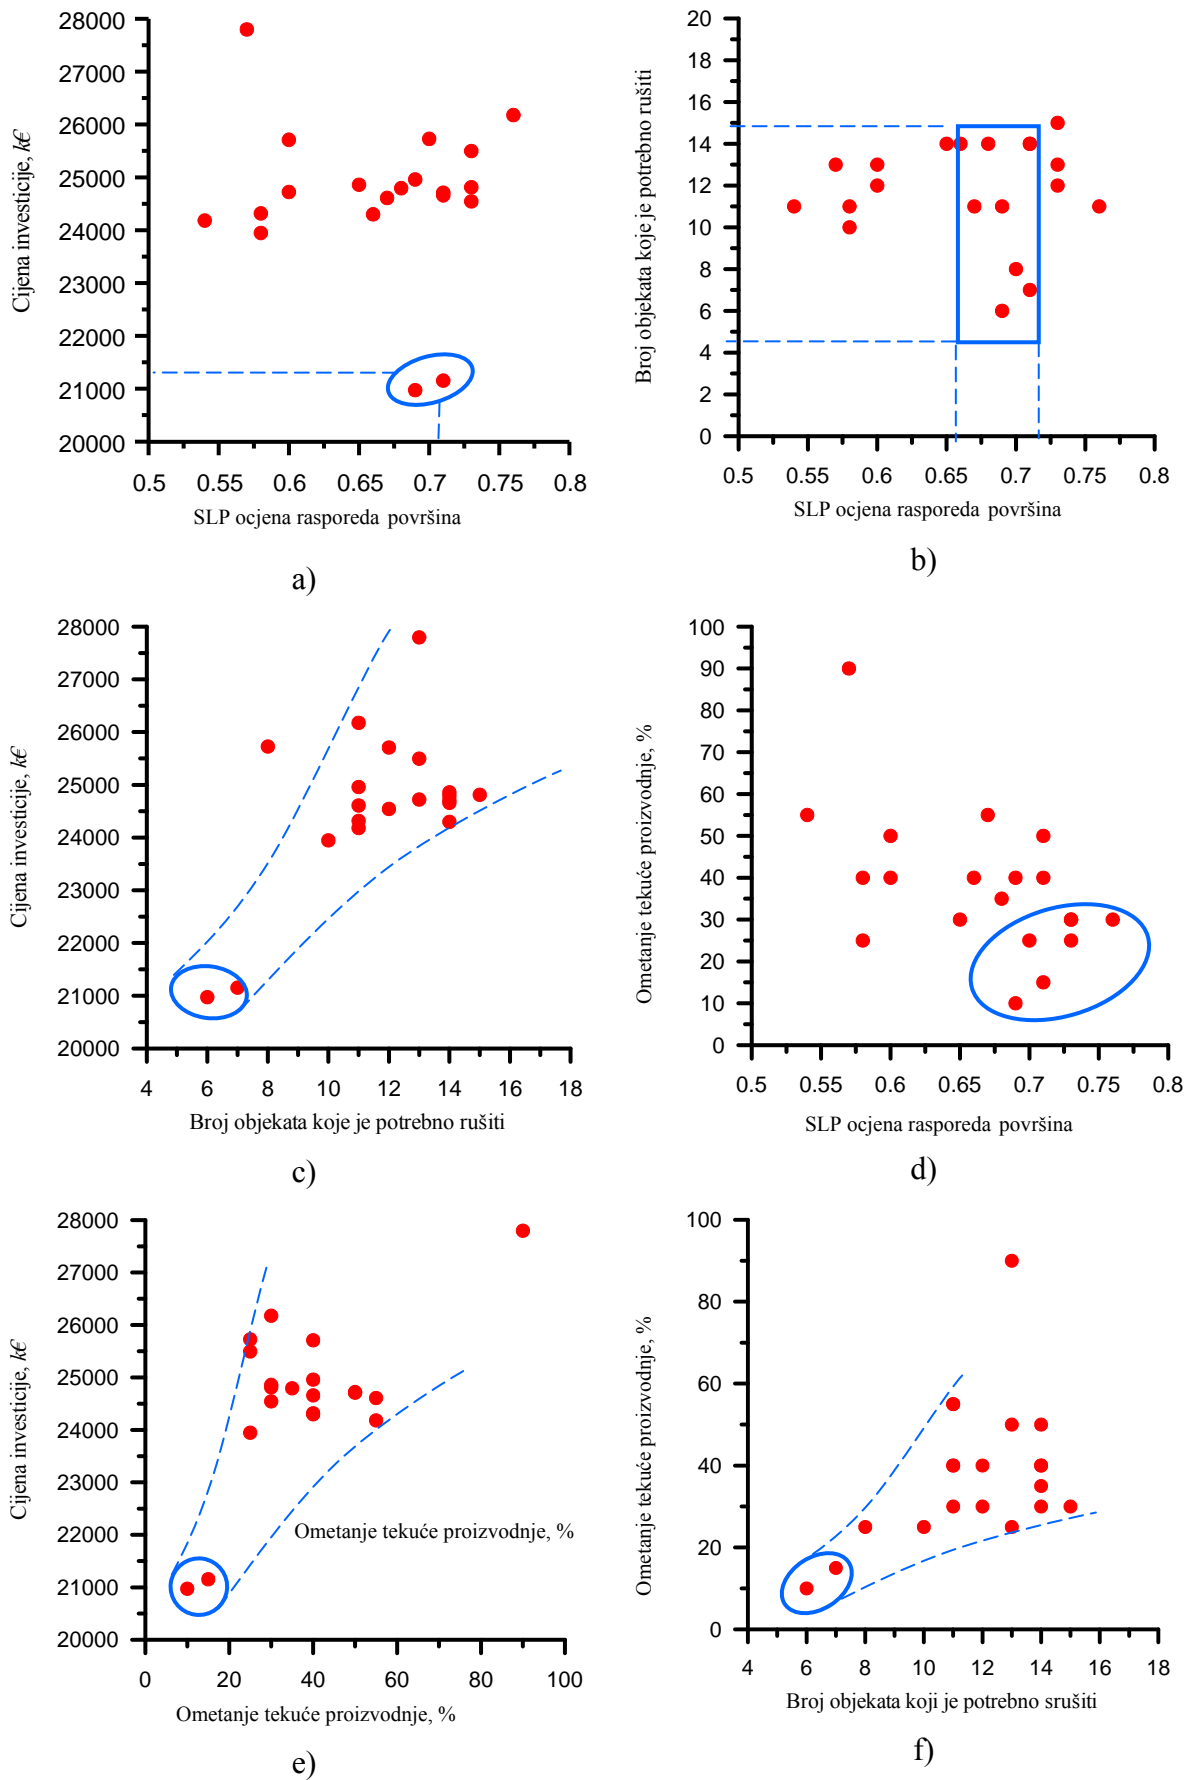 28000
27000
26000
25000
24000
23000
22000
21000
20000
0.5 0.55 0.6 0.65 0.7 0.75 0.8
Cijena investicije, k€
SLP ocjena rasporeda površina
a)
20
18
16
14
12
10
8
6
4
2
0
0.5 0.55 0.6 0.65 0.7 0.75 0.8
Broj objekata koje je potrebno rušiti
SLP ocjena rasporeda površina
b)
28000
27000
26000
25000
24000
23000
22000
21000
20000
4 6 8 10 12 14 16 18
Cijena investicije, k€
Broj objekata koje je potrebno rušiti
c)
100
90
80
70
60
50
40
30
20
10
0
0.5 0.55 0.6 0.65 0.7 0.75 0.8
Ometanje tekuće proizvodnje, %
SLP ocjena rasporeda površina
d)
28000
27000
26000
25000
24000
23000
22000
21000
20000
0 20 40 60 80 100
Cijena investicije, k€
Ometanje tekuće proizvodnje, %
Ometanje tekuće proizvodnje, %
e)
100
80
60
40
20
0
4 6 8 10 12 14 16 18
Ometanje tekuće proizvodnje, %
Broj objekata koji je potrebno srušiti
f)